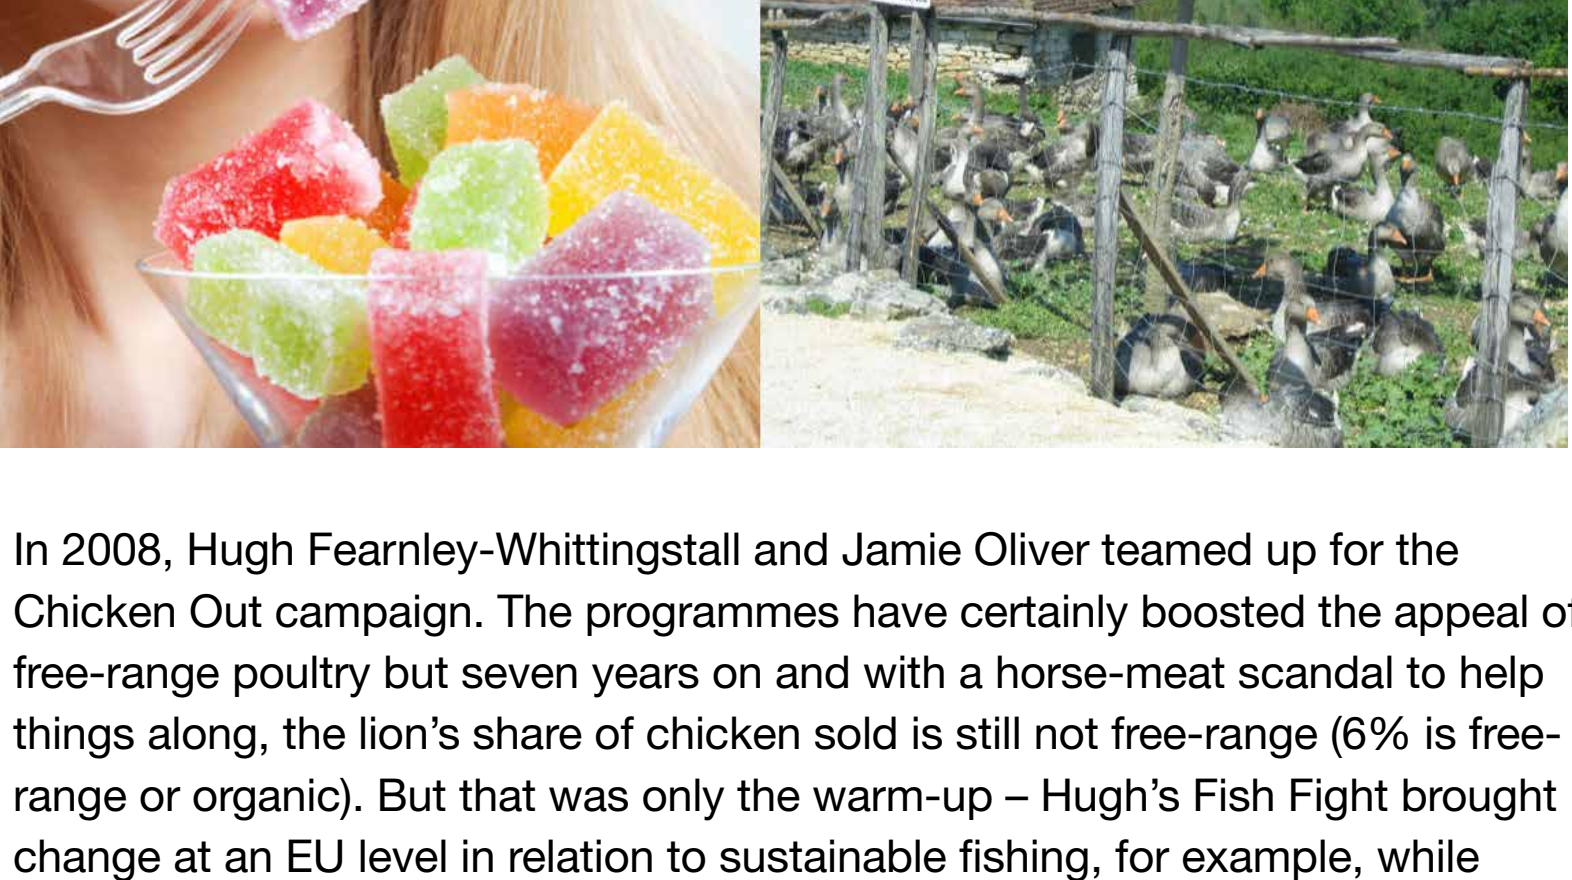 In 2008, Hugh Fearnley-Whittingstall and Jamie Oliver teamed up for the
Chicken Out campaign. The programmes have certainly boosted the appeal of
free-range poultry but seven years on and with a horse-meat scandal to help
things along, the lion’s share of chicken sold is still not free-range (6% is free-
range or organic). But that was only the warm-up – Hugh’s Fish Fight brought
change at an EU level in relation to sustainable fishing, for example, while